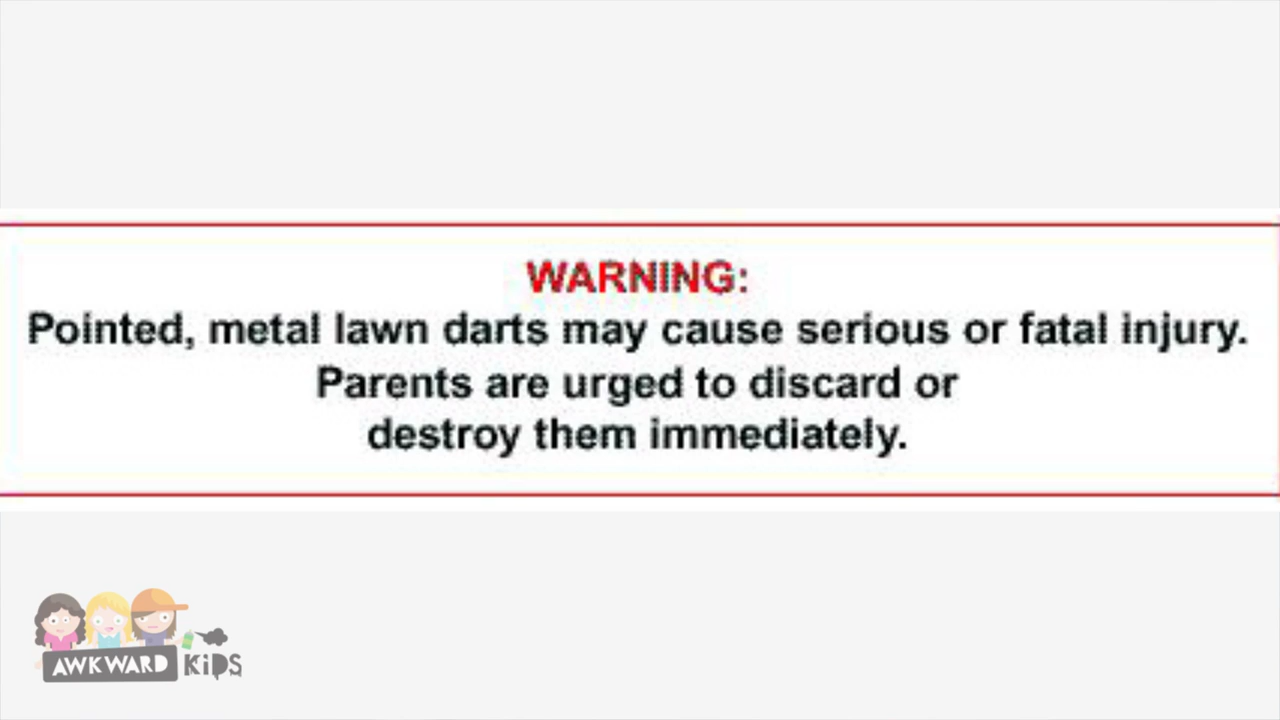 WARNING:
Pointed, metal lawn darts may cause serious or fatal injury.
Parents are urged to discard or
destroy them immediately.
AWKWARD KiDS